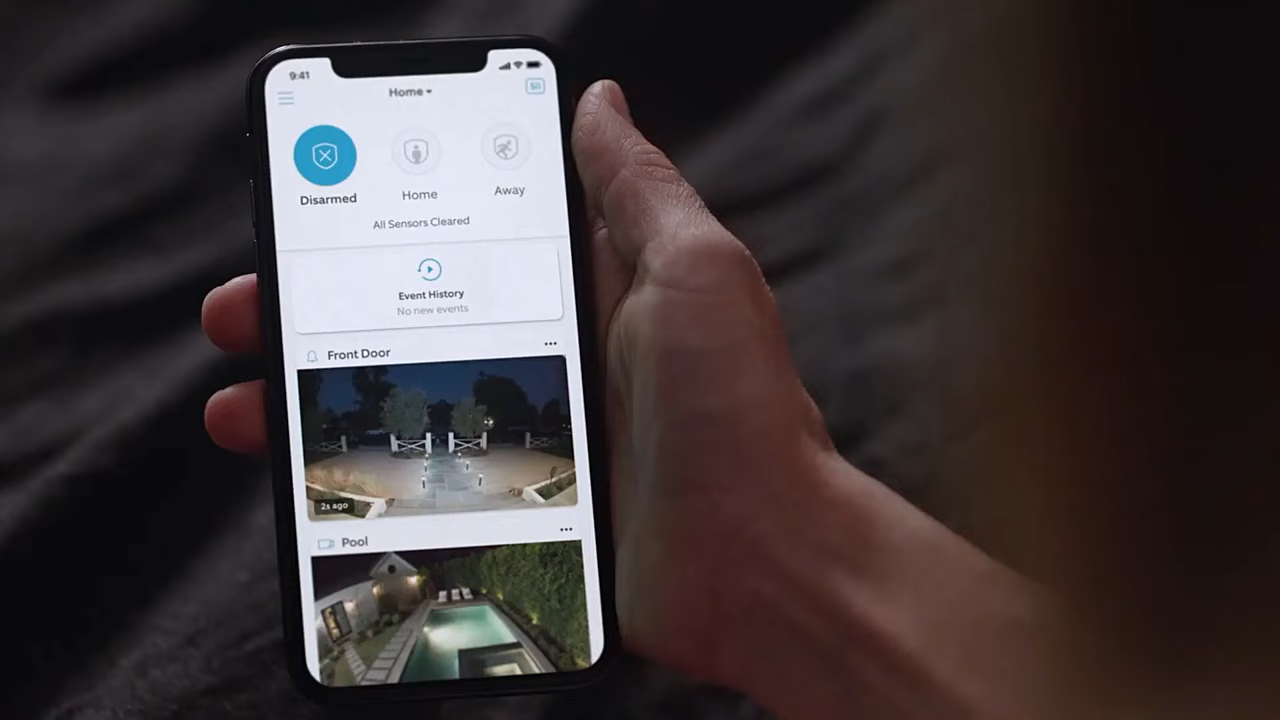 9:41
Home
Disarmed
Home
Away
All Sensors Cleared
Event History
No new events
Front Door
2s ago
Pool